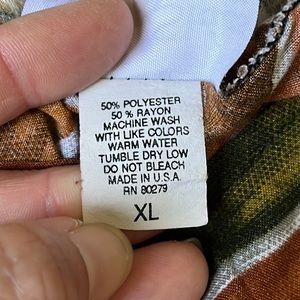 50% POLYESTER
50 % RAYON
MACHINE WASH
WITH LIKE COLORS
WARM WATER
TUMBLE DRY LOW
DO NOT BLEACH
MADE IN U.S.A.
RN 80279
XL